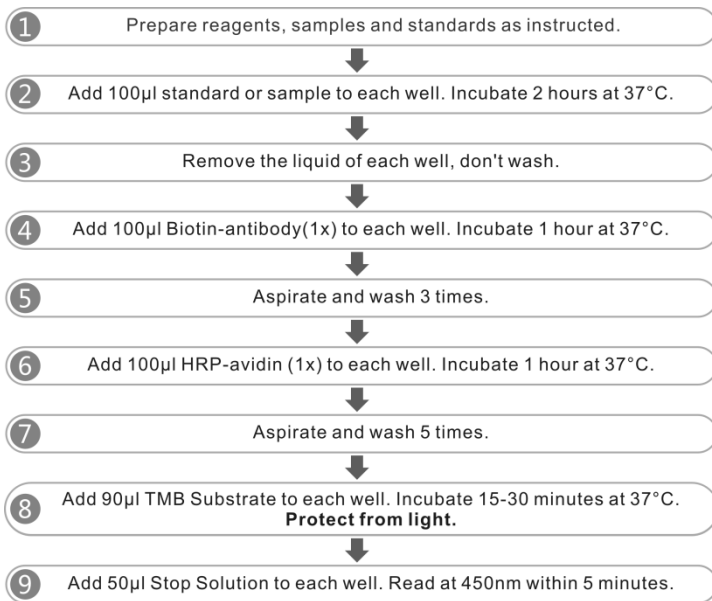 1 Prepare reagents, samples and standards as instructed.
2 Add 100µl standard or sample to each well. Incubate 2 hours at 37°C.
3 Remove the liquid of each well, don't wash.
4 Add 100µl Biotin-antibody(1x) to each well. Incubate 1 hour at 37°C.
5 Aspirate and wash 3 times.
6 Add 100µl HRP-avidin (1x) to each well. Incubate 1 hour at 37°C.
7 Aspirate and wash 5 times.
8 Add 90µl TMB Substrate to each well. Incubate 15-30 minutes at 37°C.
Protect from light.
9 Add 50µl Stop Solution to each well. Read at 450nm within 5 minutes.